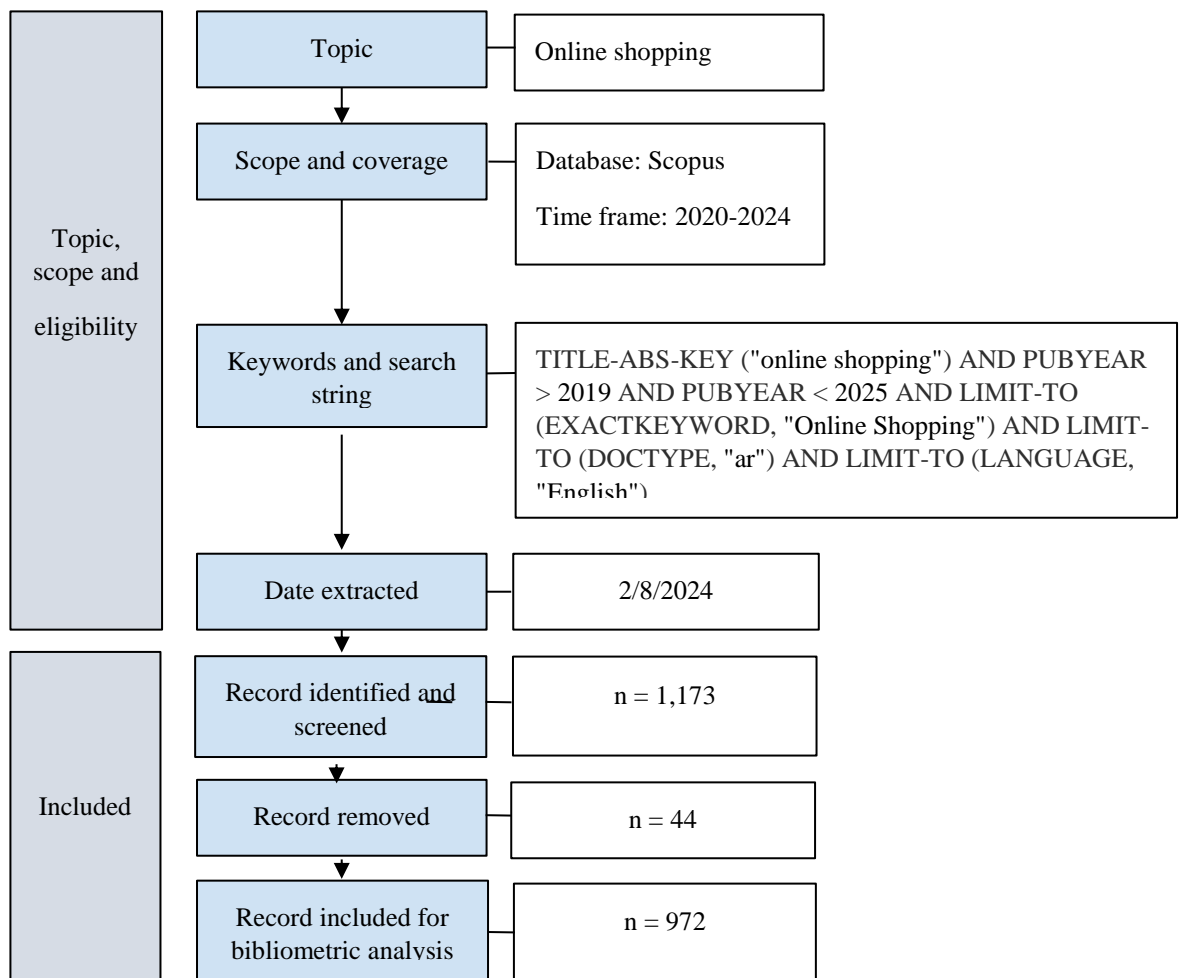 Topic,
scope and
eligibility
Topic
Online shopping
Scope and coverage
Database: Scopus
Time frame: 2020-2024
Keywords and search
string
TITLE-ABS-KEY ("online shopping") AND PUBYEAR
> 2019 AND PUBYEAR < 2025 AND LIMIT-TO
(EXACTKEYWORD, "Online Shopping") AND LIMIT-
TO (DOCTYPE, "ar") AND LIMIT-TO (LANGUAGE,
"English")
Date extracted
2/8/2024
Included
Record identified and
screened
n = 1,173
Record removed
n = 44
Record included for
bibliometric analysis
n = 972